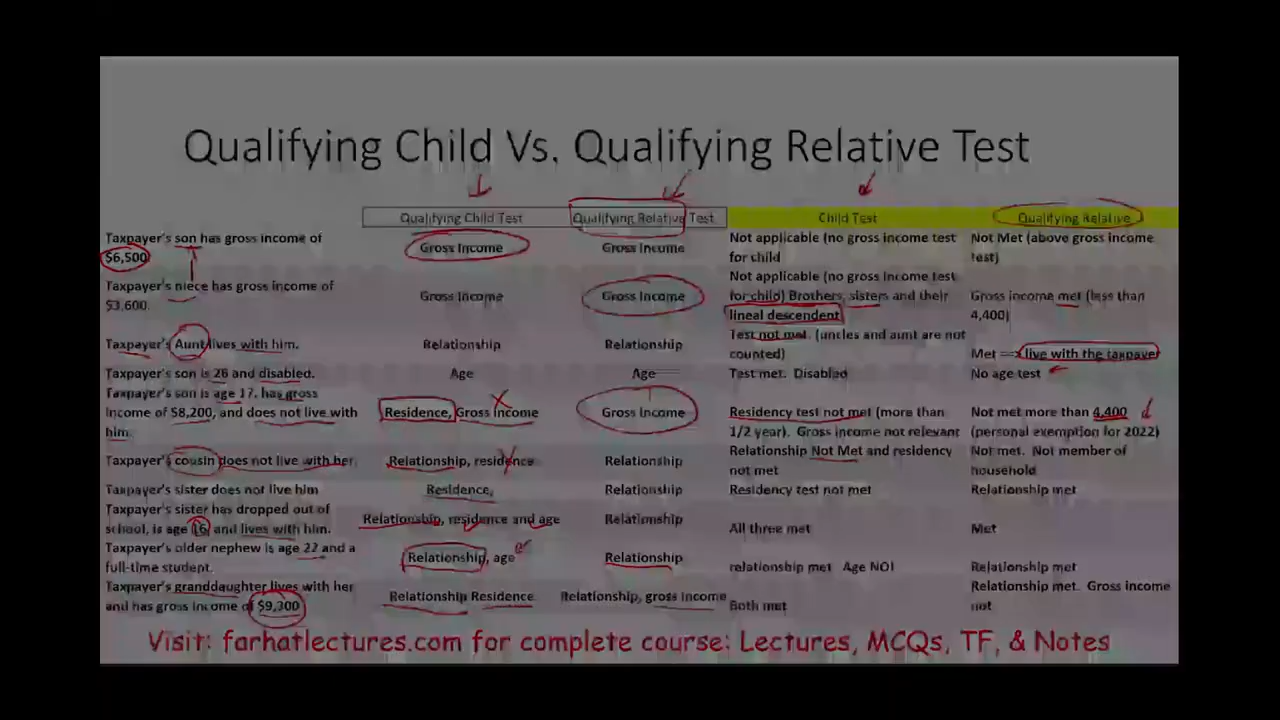 Qualifying Child Vs. Qualifying Relative Test
Qualifying Child Test Qualifying Relative Test Child Test Qualifying Relative
Taxpayer's son has gross income of
$6,500
Gross Income Gross Income
Not applicable (no gross income test
for child)
Not Met (above gross income
test)
Taxpayer's niece has gross income of
$3,600.
Gross Income Gross Income
Not applicable (no gross income test
for child) Brothers, sisters and their
lineal descendent
Gross income met (less than
4,400)
Taxpayer's Aunt lives with him.
Relationship Relationship
Test not met. (uncles and aunt are not
counted)
Met ==> live with the taxpayer
Taxpayer's son is 26 and disabled.
Age Age
Test met. Disabled
No age test
Taxpayer's son is age 17, has gross
income of $8,200, and does not live with
him.
Residence, Gross Income Gross Income
Residency test not met (more than
1/2 year). Gross income not relevant
Not met more than 4,400
(personal exemption for 2022)
Taxpayer's cousin does not live with her.
Relationship, residence Relationship
Relationship Not Met and residency
not met
Not met. Not member of
household
Taxpayer's sister does not live him
Residence, Relationship
Residency test not met
Relationship met
Taxpayer's sister has dropped out of
school, is age 16, and lives with him.
Relationship, residence and age Relationship
All three met
Met
Taxpayer's older nephew is age 22 and a
full-time student.
Relationship, age Relationship
relationship met Age NO!
Relationship met
Taxpayer's granddaughter lives with her
and has gross income of $9,300
Relationship Residence Relationship, gross income
Both met
Relationship met. Gross income
not
Visit: farhatlectures.com for complete course: Lectures, MCQs, TF, & Notes